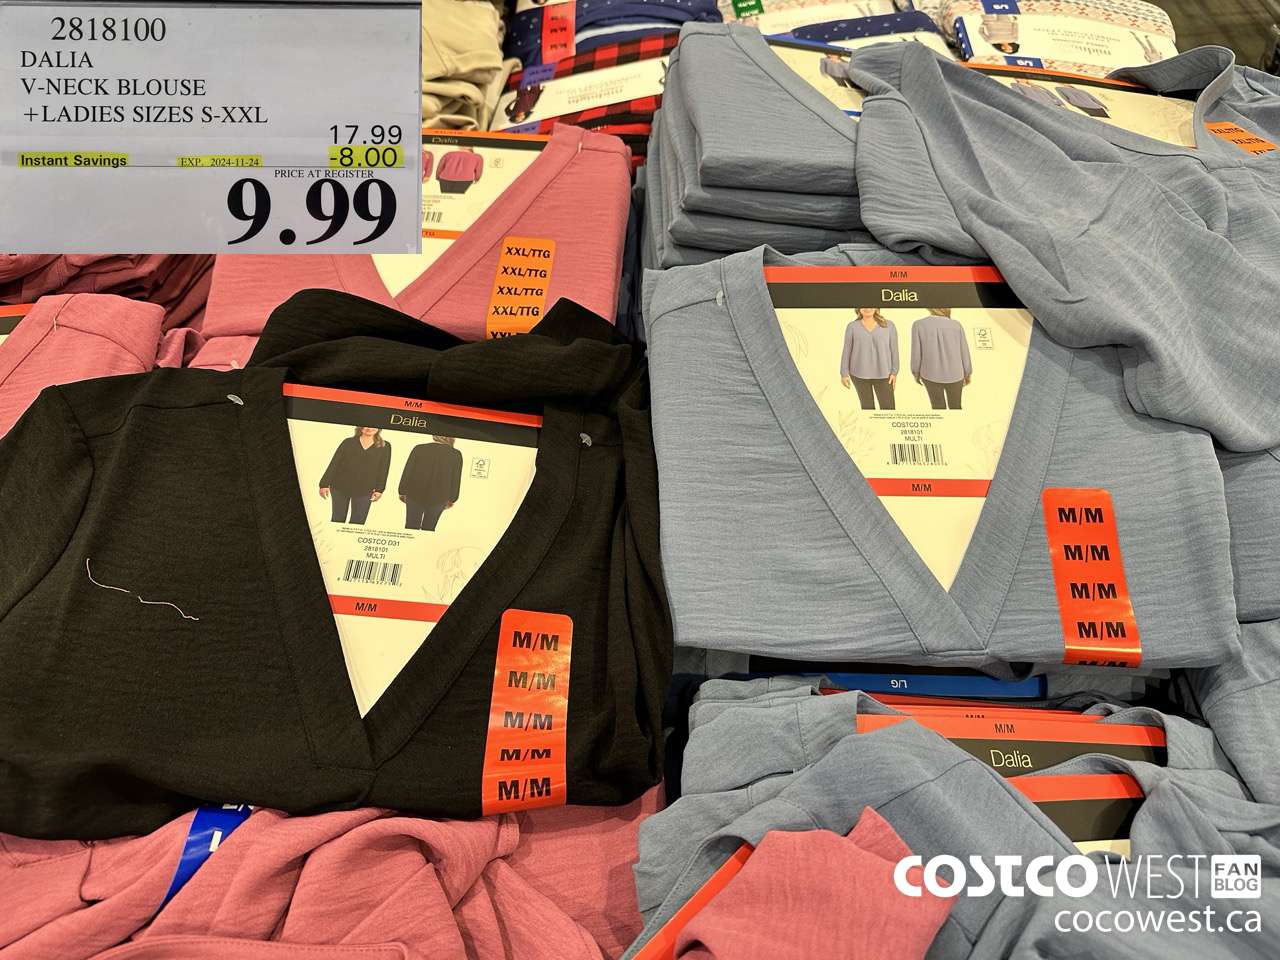 2818100
DALIA
V-NECK BLOUSE
+LADIES SIZES S-XXL
17.99
Instant Savings EXP. 2024-11-24 -8.00
PRICE AT REGISTER
9.99
Dalia
XXL/TTG
XXL/TTG
XXL/TTG
XXL/TTG
M/M
Dalia
COSTCO D31
2818101
MULTI
M/M
M/M
M/M
M/M
M/M
M/M
M/M
Dalia
COSTCO D31
2818101
MULTI
M/M
M/M
M/M
M/M
M/M
M/M
L/G
M/M
M/M
Dalia
COSTCO WEST FAN BLOG
cocowest.ca